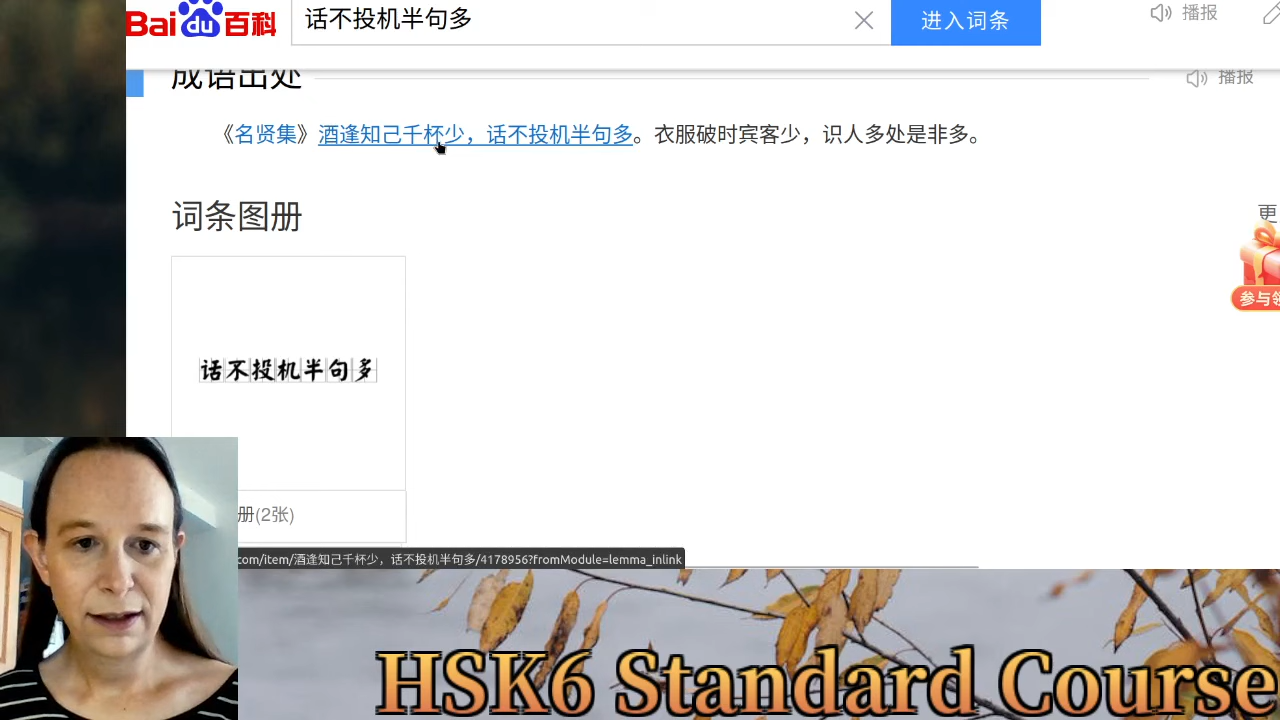 Bai du 百科
话不投机半句多
进入词条
播报
成语出处
播报
《名贤集》酒逢知己千杯少，话不投机半句多。衣服破时宾客少，识人多处是非多。
词条图册
更
参与领
话不投机半句多
册(2张)
com/item/酒逢知己千杯少，话不投机半句多/4178956?fromModule=lemma_inlink
HSK6 Standard Course